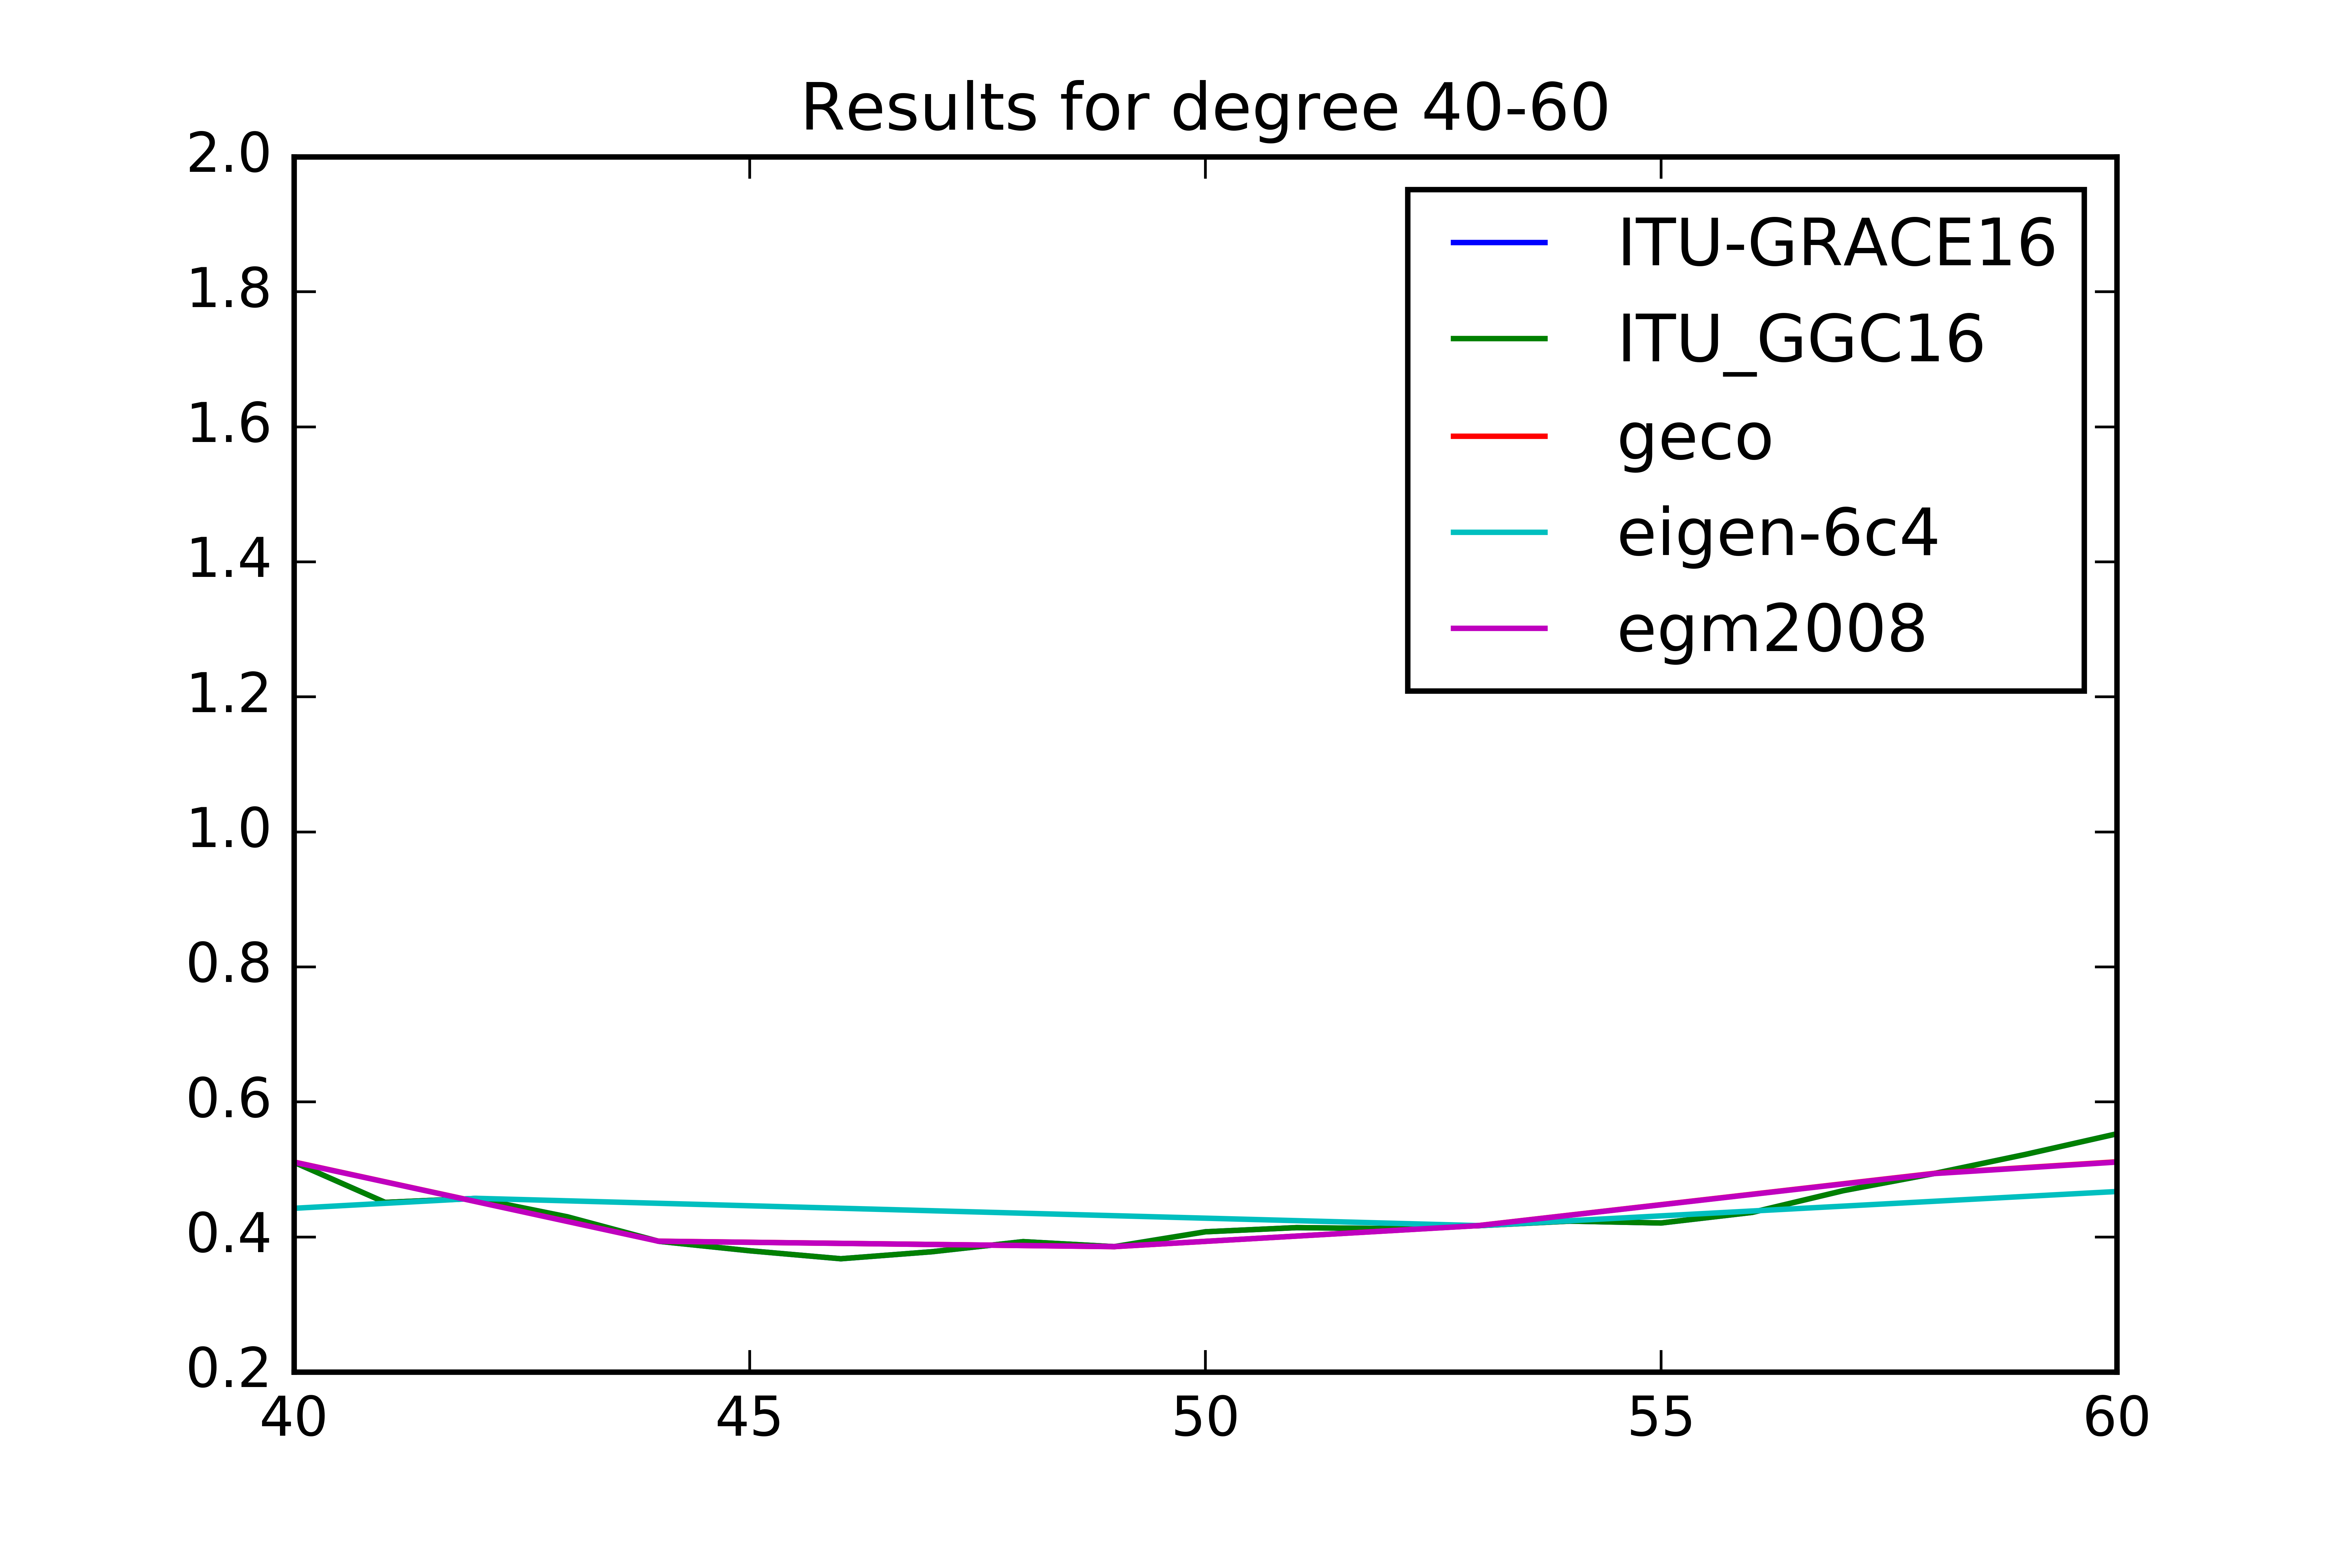 Results for degree 40-60
2.0
1.8
1.6
1.4
1.2
1.0
0.8
0.6
0.4
0.2
40 45 50 55 60
ITU-GRACE16
ITU_GGC16
geco
eigen-6c4
egm2008